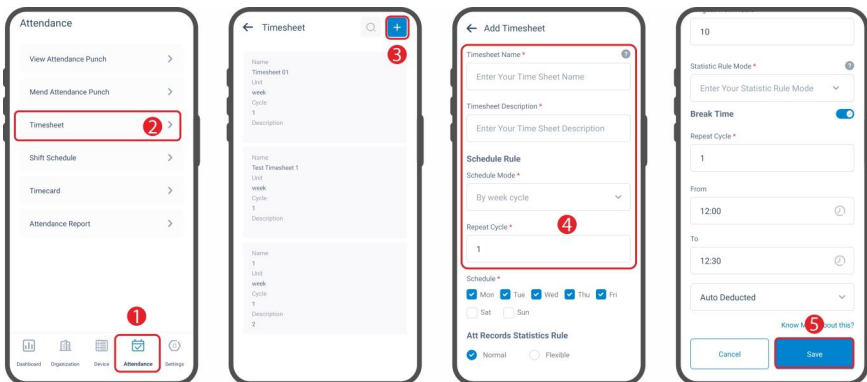 Attendance
View Attendance Punch
Mend Attendance Punch
Timesheet
2
Shift Schedule
Timecard
Attendance Report
1
Dashboard
Organization
Device
Attendance
Settings
Timesheet
+
3
Name
Timesheet 01
Unit
week
Cycle
1
Description
Name
Test Timesheet 1
Unit
week
Cycle
1
Description
Name
1
Unit
week
Cycle
1
Description
2
Add Timesheet
Timesheet Name *
?
Enter Your Time Sheet Name
Timesheet Description *
Enter Your Time Sheet Description
Schedule Rule
Schedule Mode *
By week cycle
Repeat Cycle *
4
1
Schedule *
Mon Tue Wed Thu Fri
Sat Sun
Att Records Statistics Rule
Normal Flexible
10
Statistic Rule Mode *
?
Enter Your Statistic Rule Mode
Break Time
Repeat Cycle *
1
From
12:00
To
12:30
Auto Deducted
Know
5
out this?
Cancel
Save